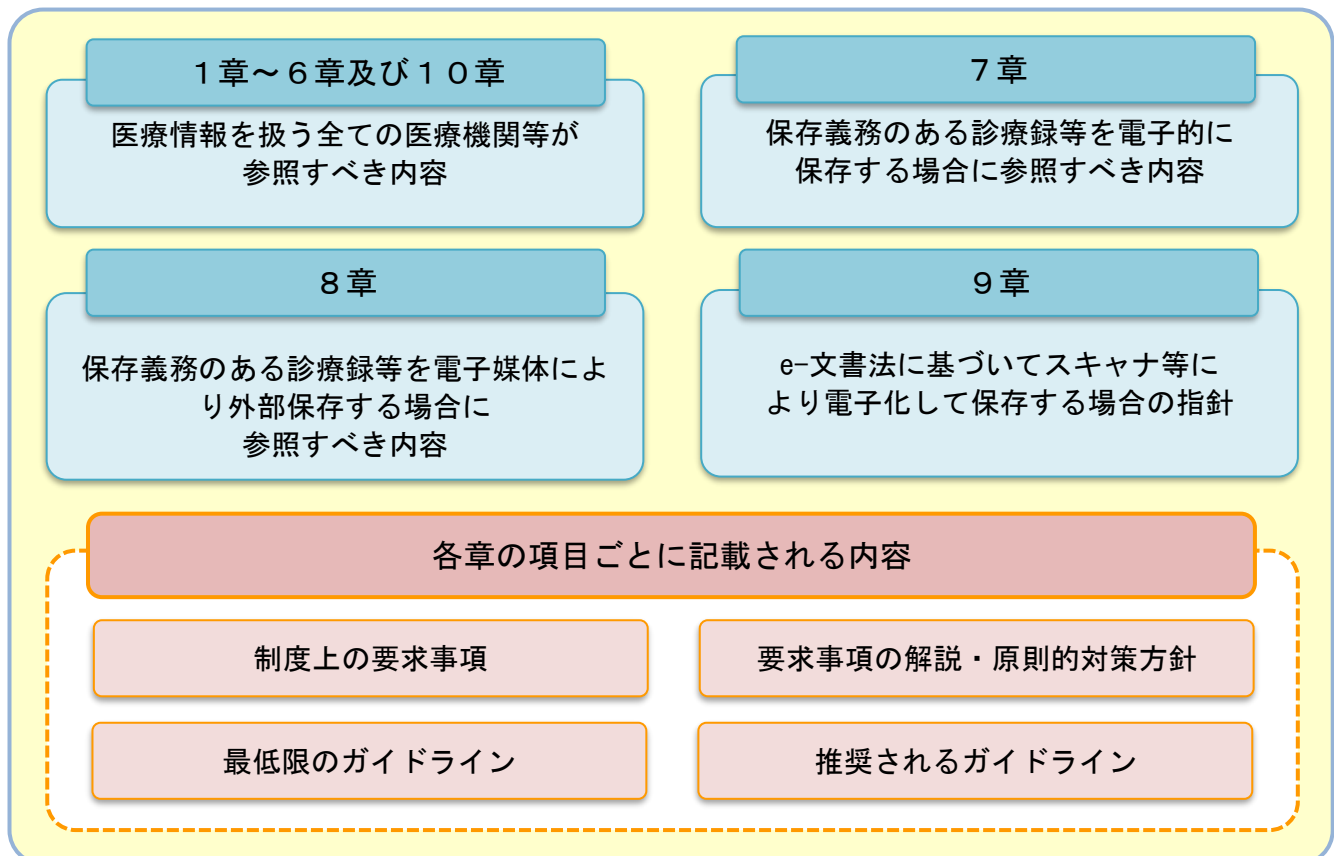 １章～６章及び１０章
医療情報を扱う全ての医療機関等が
参照すべき内容
７章
保存義務のある診療録等を電子的に
保存する場合に参照すべき内容
８章
保存義務のある診療録等を電子媒体によ
り外部保存する場合に
参照すべき内容
９章
e-文書法に基づいてスキャナ等に
より電子化して保存する場合の指針
各章の項目ごとに記載される内容
制度上の要求事項
要求事項の解説・原則的対策方針
最低限のガイドライン
推奨されるガイドライン